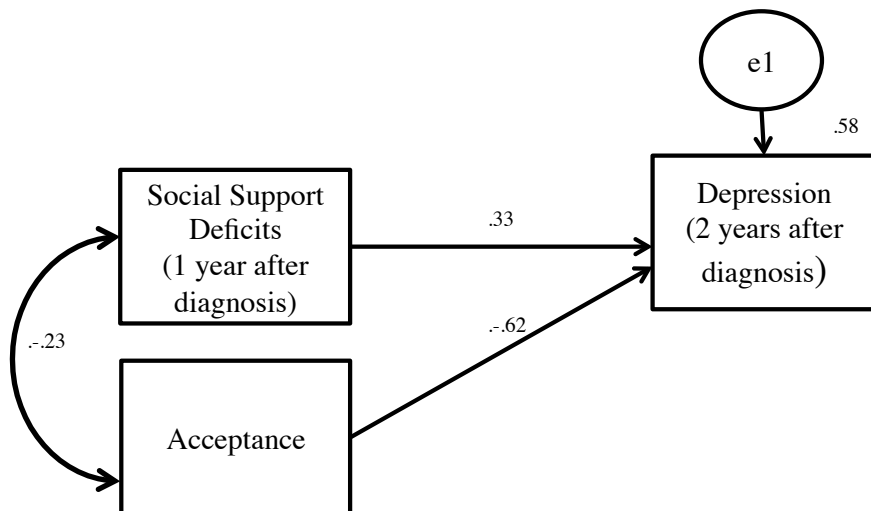 e1
.58
Social Support
Deficits
(1 year after
diagnosis)
.33
Depression
(2 years after
diagnosis)
.-.23
.-.62
Acceptance